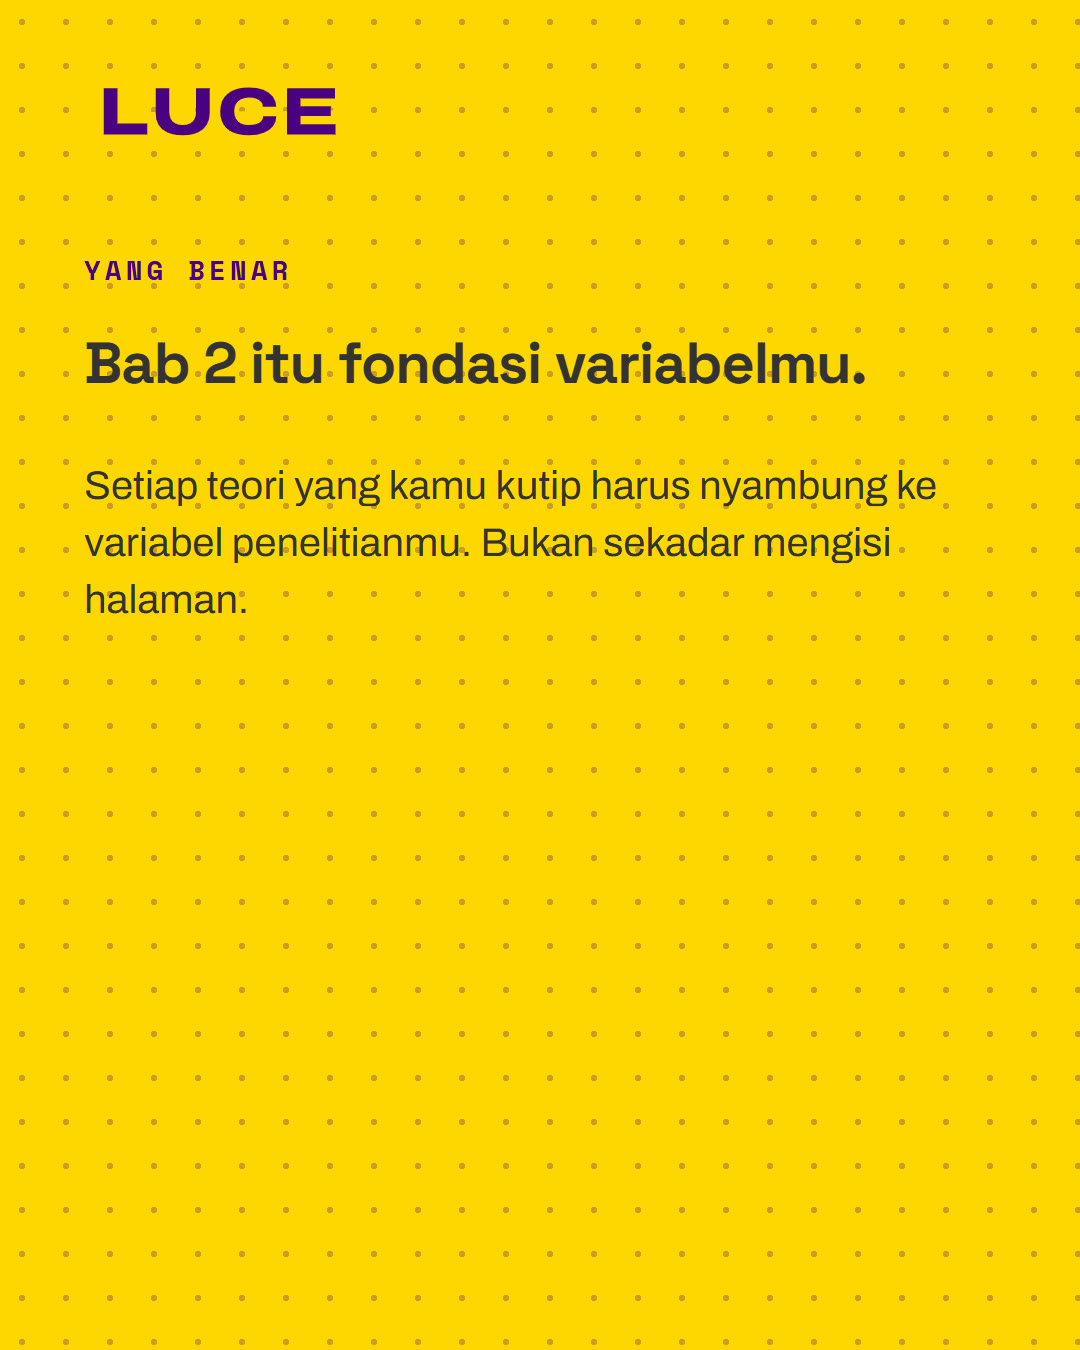 LUCE
YANG BENAR
Bab 2 itu fondasi variabelmu.
Setiap teori yang kamu kutip harus nyambung ke
variabel penelitianmu. Bukan sekadar mengisi
halaman.